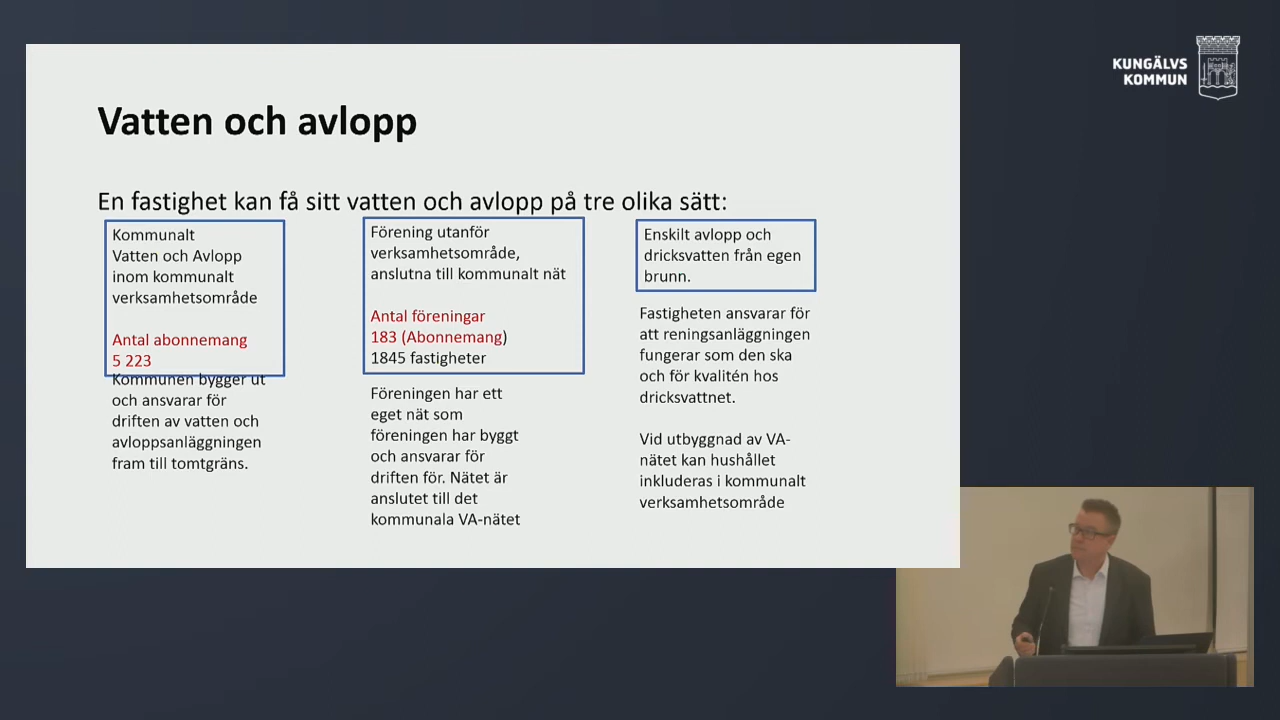 KUNGÄLVS
KOMMUN
Vatten och avlopp
En fastighet kan få sitt vatten och avlopp på tre olika sätt:
Kommunalt
Vatten och Avlopp
inom kommunalt
verksamhetsområde
Antal abonnemang
5 223
Kommunen bygger ut
och ansvarar för
driften av vatten och
avloppsanläggningen
fram till tomtgräns.
Förening utanför
verksamhetsområde,
anslutna till kommunalt nät
Antal föreningar
183 (Abonnemang)
1845 fastigheter
Föreningen har ett
eget nät som
föreningen har byggt
och ansvarar för
driften för. Nätet är
anslutet till det
kommunala VA-nätet
Enskilt avlopp och
dricksvatten från egen
brunn.
Fastigheten ansvarar för
att reningsanläggningen
fungerar som den ska
och för kvalitén hos
dricksvattnet.
Vid utbyggnad av VA-
nätet kan hushållet
inkluderas i kommunalt
verksamhetsområde